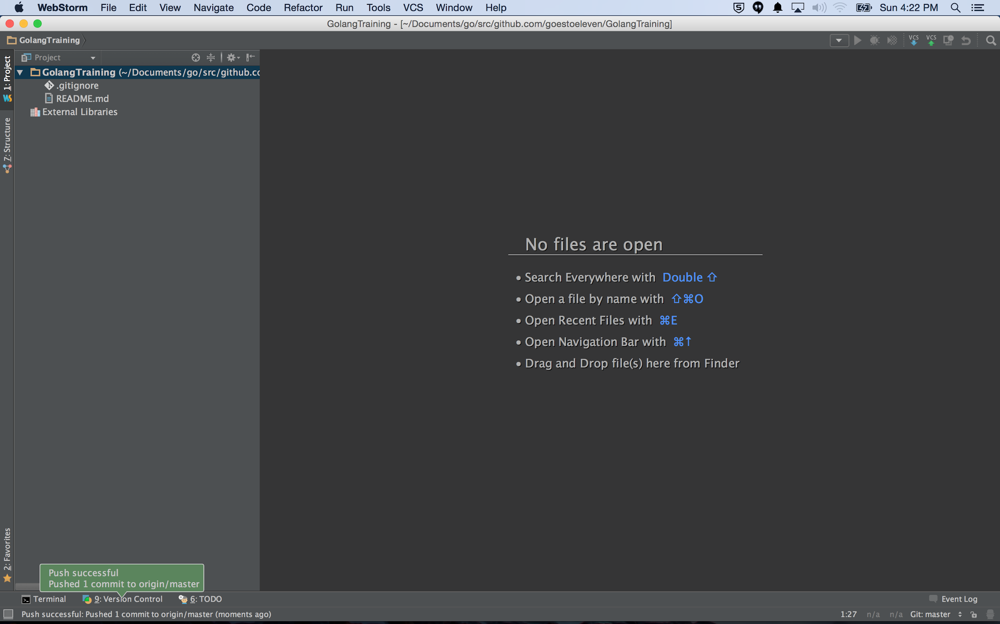 WebStorm File Edit View Navigate Code Refactor Run Tools VCS Window Help Sun 4:22 PM
GolangTraining - [~/Documents/go/src/github.com/goestoeleven/GolangTraining]
GolangTraining
VCS VCS
Project
1: Project
GolangTraining (~/Documents/go/src/github.co
.gitignore
README.md
WS
External Libraries
7: Structure
No files are open
• Search Everywhere with Double ⇧
• Open a file by name with ⇧⌘O
• Open Recent Files with ⌘E
• Open Navigation Bar with ⌘↑
• Drag and Drop file(s) here from Finder
2: Favorites
Push successful
Pushed 1 commit to origin/master
Terminal 9: Version Control 6: TODO Event Log
Push successful: Pushed 1 commit to origin/master (moments ago) 1:27 n/a n/a Git: master